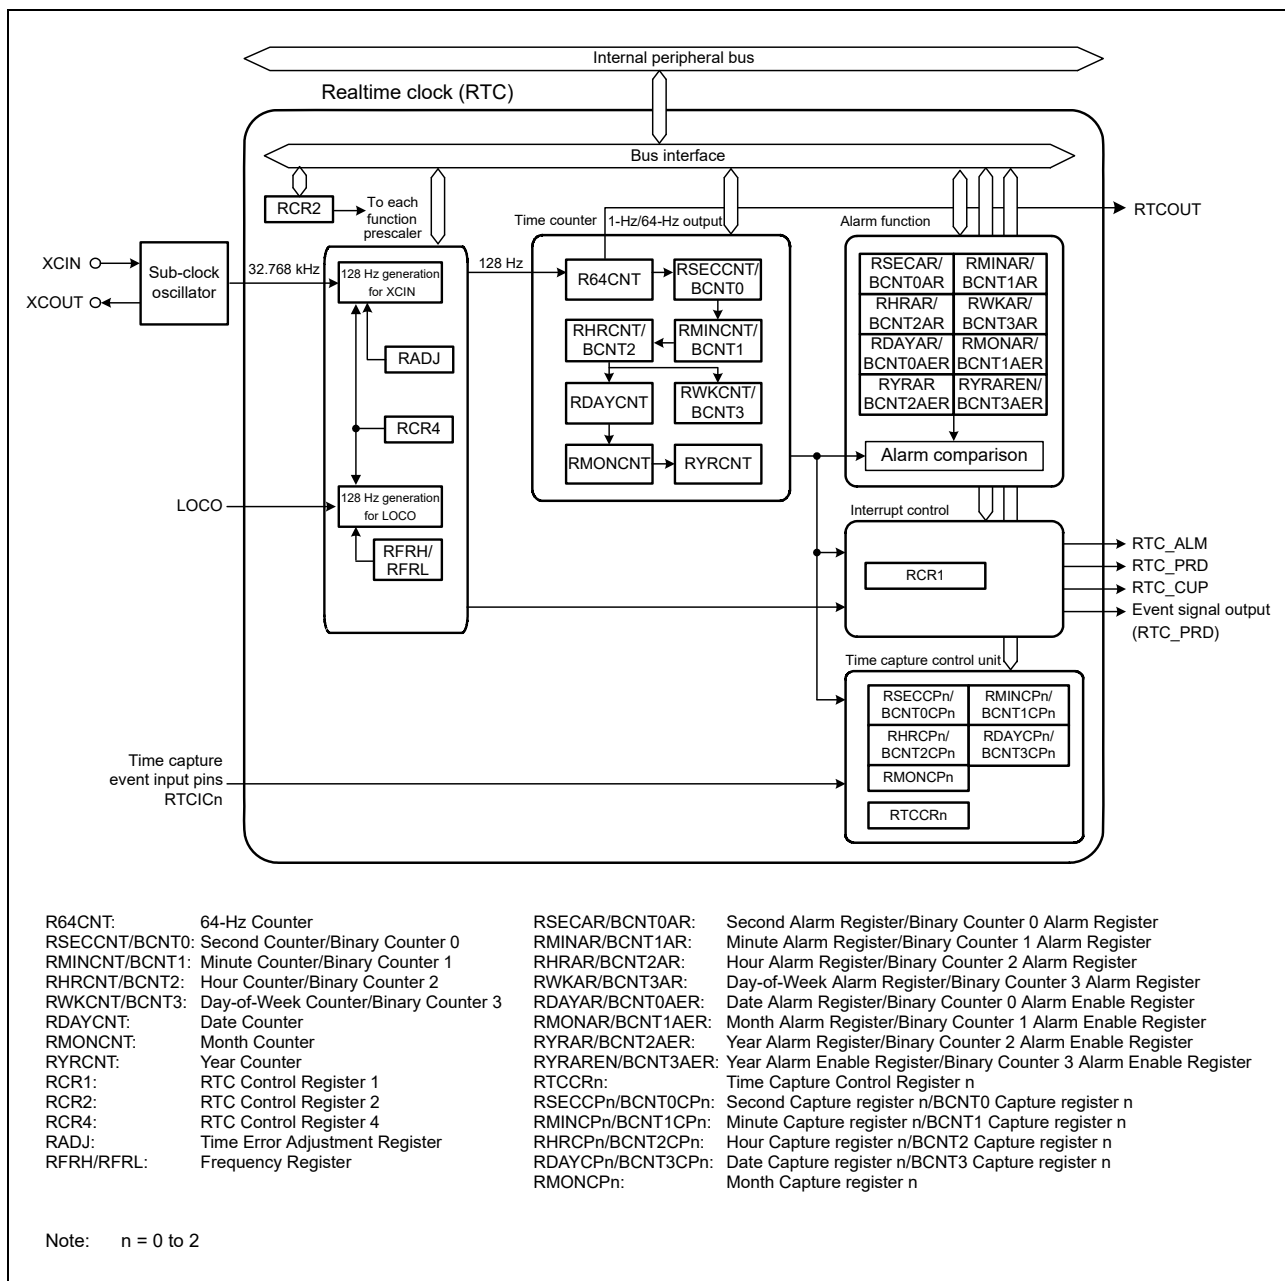 Internal peripheral bus
Realtime clock (RTC)
Bus interface
RCR2
To each
function
prescaler
Time counter
1-Hz/64-Hz output
Alarm function
RTCOUT
XCIN
XCOUT
Sub-clock
oscillator
32.768 kHz
128 Hz generation
for XCIN
RADJ
RCR4
LOCO
128 Hz generation
for LOCO
RFRH/
RFRL
128 Hz
R64CNT
RSECCNT/
BCNT0
RHRCNT/
BCNT2
RMINCNT/
BCNT1
RDAYCNT
RWKCNT/
BCNT3
RMONCNT
RYRCNT
RSECAR/
BCNT0AR
RMINAR/
BCNT1AR
RHRAR/
BCNT2AR
RWKAR/
BCNT3AR
RDAYAR/
BCNT0AER
RMONAR/
BCNT1AER
RYRAR
BCNT2AER
RYRAREN/
BCNT3AER
Alarm comparison
Interrupt control
RCR1
RTC_ALM
RTC_PRD
RTC_CUP
Event signal output
(RTC_PRD)
Time capture control unit
RSECCPn/
BCNT0CPn
RMINCPn/
BCNT1CPn
RHRCPn/
BCNT2CPn
RDAYCPn/
BCNT3CPn
RMONCPn
RTCCRn
Time capture
event input pins
RTCICn
R64CNT: 64-Hz Counter
RSECCNT/BCNT0: Second Counter/Binary Counter 0
RMINCNT/BCNT1: Minute Counter/Binary Counter 1
RHRCNT/BCNT2: Hour Counter/Binary Counter 2
RWKCNT/BCNT3: Day-of-Week Counter/Binary Counter 3
RDAYCNT: Date Counter
RMONCNT: Month Counter
RYRCNT: Year Counter
RCR1: RTC Control Register 1
RCR2: RTC Control Register 2
RCR4: RTC Control Register 4
RADJ: Time Error Adjustment Register
RFRH/RFRL: Frequency Register
RSECAR/BCNT0AR: Second Alarm Register/Binary Counter 0 Alarm Register
RMINAR/BCNT1AR: Minute Alarm Register/Binary Counter 1 Alarm Register
RHRAR/BCNT2AR: Hour Alarm Register/Binary Counter 2 Alarm Register
RWKAR/BCNT3AR: Day-of-Week Alarm Register/Binary Counter 3 Alarm Register
RDAYAR/BCNT0AER: Date Alarm Register/Binary Counter 0 Alarm Enable Register
RMONAR/BCNT1AER: Month Alarm Register/Binary Counter 1 Alarm Enable Register
RYRAR/BCNT2AER: Year Alarm Register/Binary Counter 2 Alarm Enable Register
RYRAREN/BCNT3AER: Year Alarm Enable Register/Binary Counter 3 Alarm Enable Register
RTCCRn: Time Capture Control Register n
RSECCPn/BCNT0CPn: Second Capture register n/BCNT0 Capture register n
RMINCPn/BCNT1CPn: Minute Capture register n/BCNT1 Capture register n
RHRCPn/BCNT2CPn: Hour Capture register n/BCNT2 Capture register n
RDAYCPn/BCNT3CPn: Date Capture register n/BCNT3 Capture register n
RMONCPn: Month Capture register n
Note: n = 0 to 2